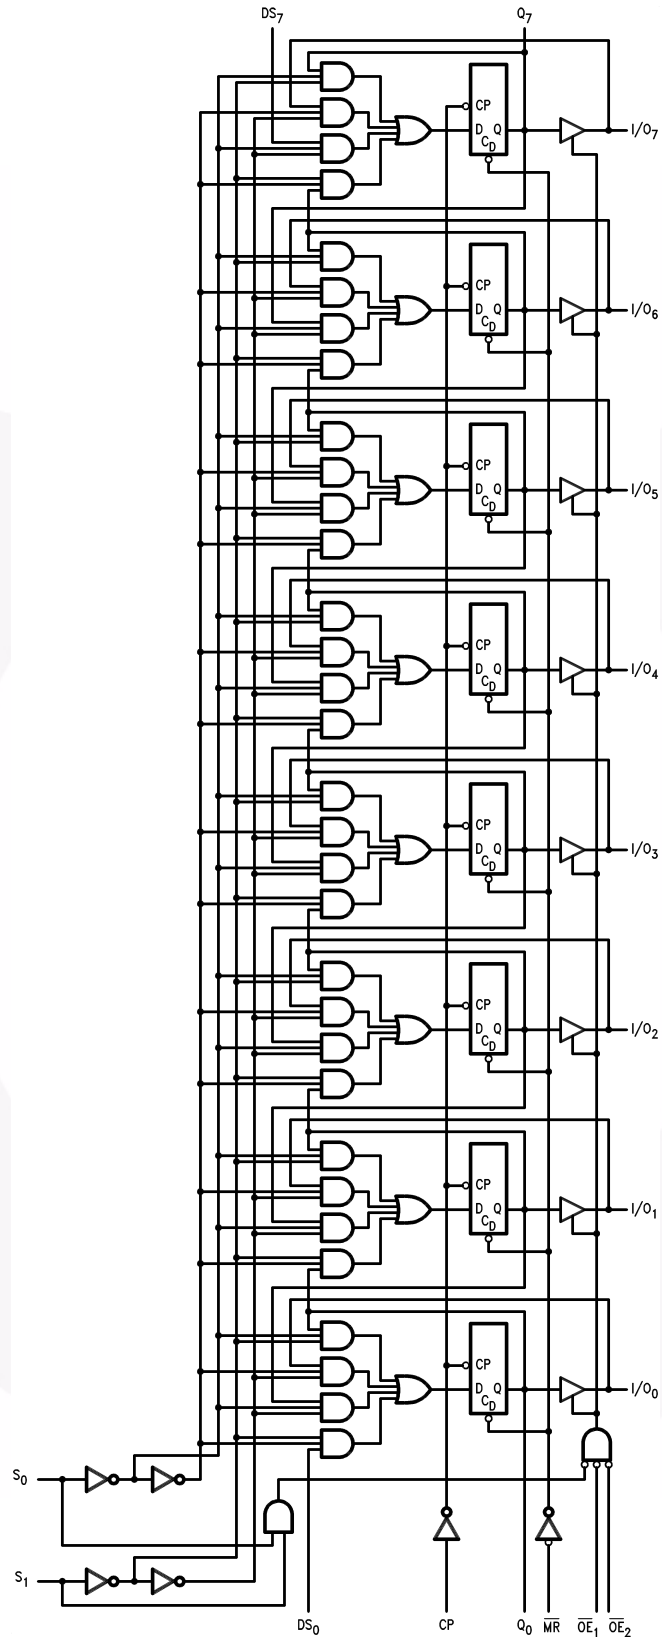 DS7 Q7
CP
D Q
CD
I/O7
CP
D Q
CD
I/O6
CP
D Q
CD
I/O5
CP
D Q
CD
I/O4
CP
D Q
CD
I/O3
CP
D Q
CD
I/O2
CP
D Q
CD
I/O1
CP
D Q
CD
I/O0
S0
S1
DS0 CP Q0 MR OE1 OE2